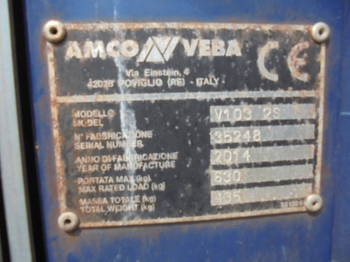 AMCO VEBA
Via Einstein, 4
42028 POVIGLIO (RE) - ITALY
CE
MODELLO
MODEL
V103 2S
N° FABBRICAZIONE
SERIAL NUMBER
35248
ANNO DI FABBRICAZIONE
YEAR OF MANUFACTURE
2014
PORTATA MAX (kg)
MAX RATED LOAD (kg)
630
MASSA TOTALE (kg)
TOTAL WEIGHT (kg)